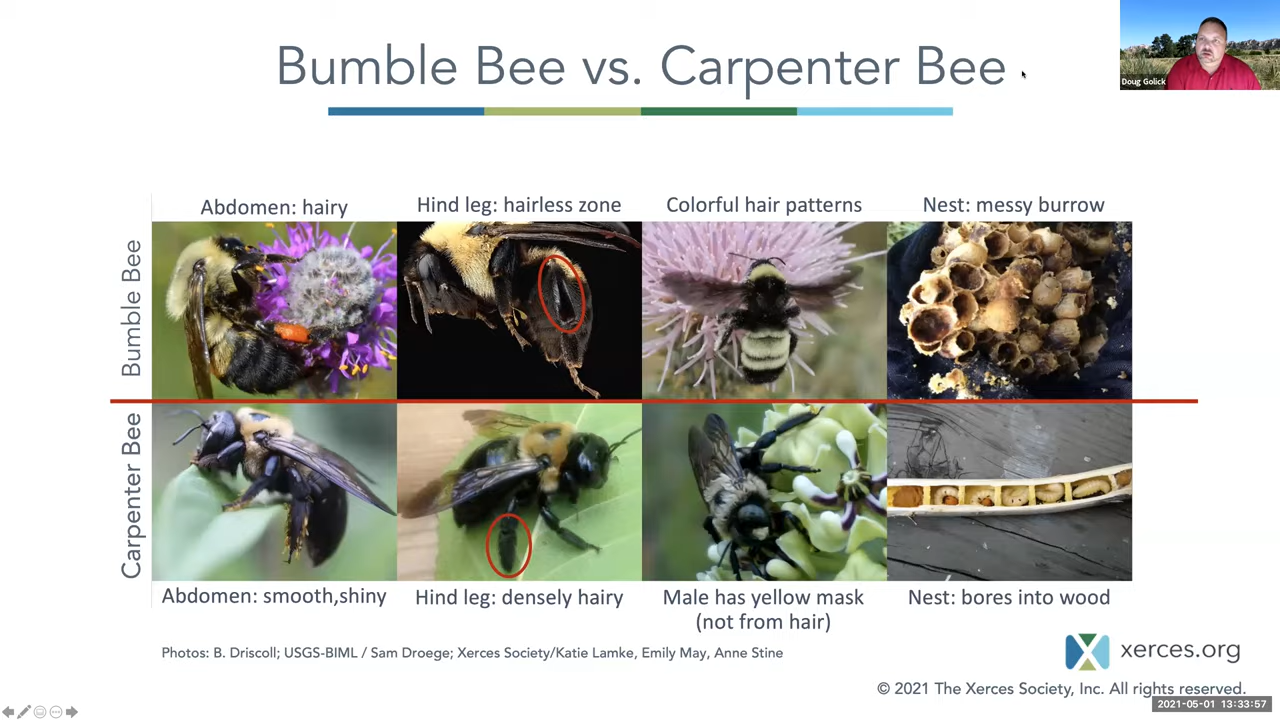 Bumble Bee vs. Carpenter Bee
Doug Golick
Abdomen: hairy
Hind leg: hairless zone
Colorful hair patterns
Nest: messy burrow
Bumble Bee
Carpenter Bee
Abdomen: smooth,shiny
Hind leg: densely hairy
Male has yellow mask
(not from hair)
Nest: bores into wood
Photos: B. Driscoll; USGS-BIML / Sam Droege; Xerces Society/Katie Lamke, Emily May, Anne Stine
xerces.org
© 2021 The Xerces Society, Inc. All rights reserved.
2021-05-01 13:33:57